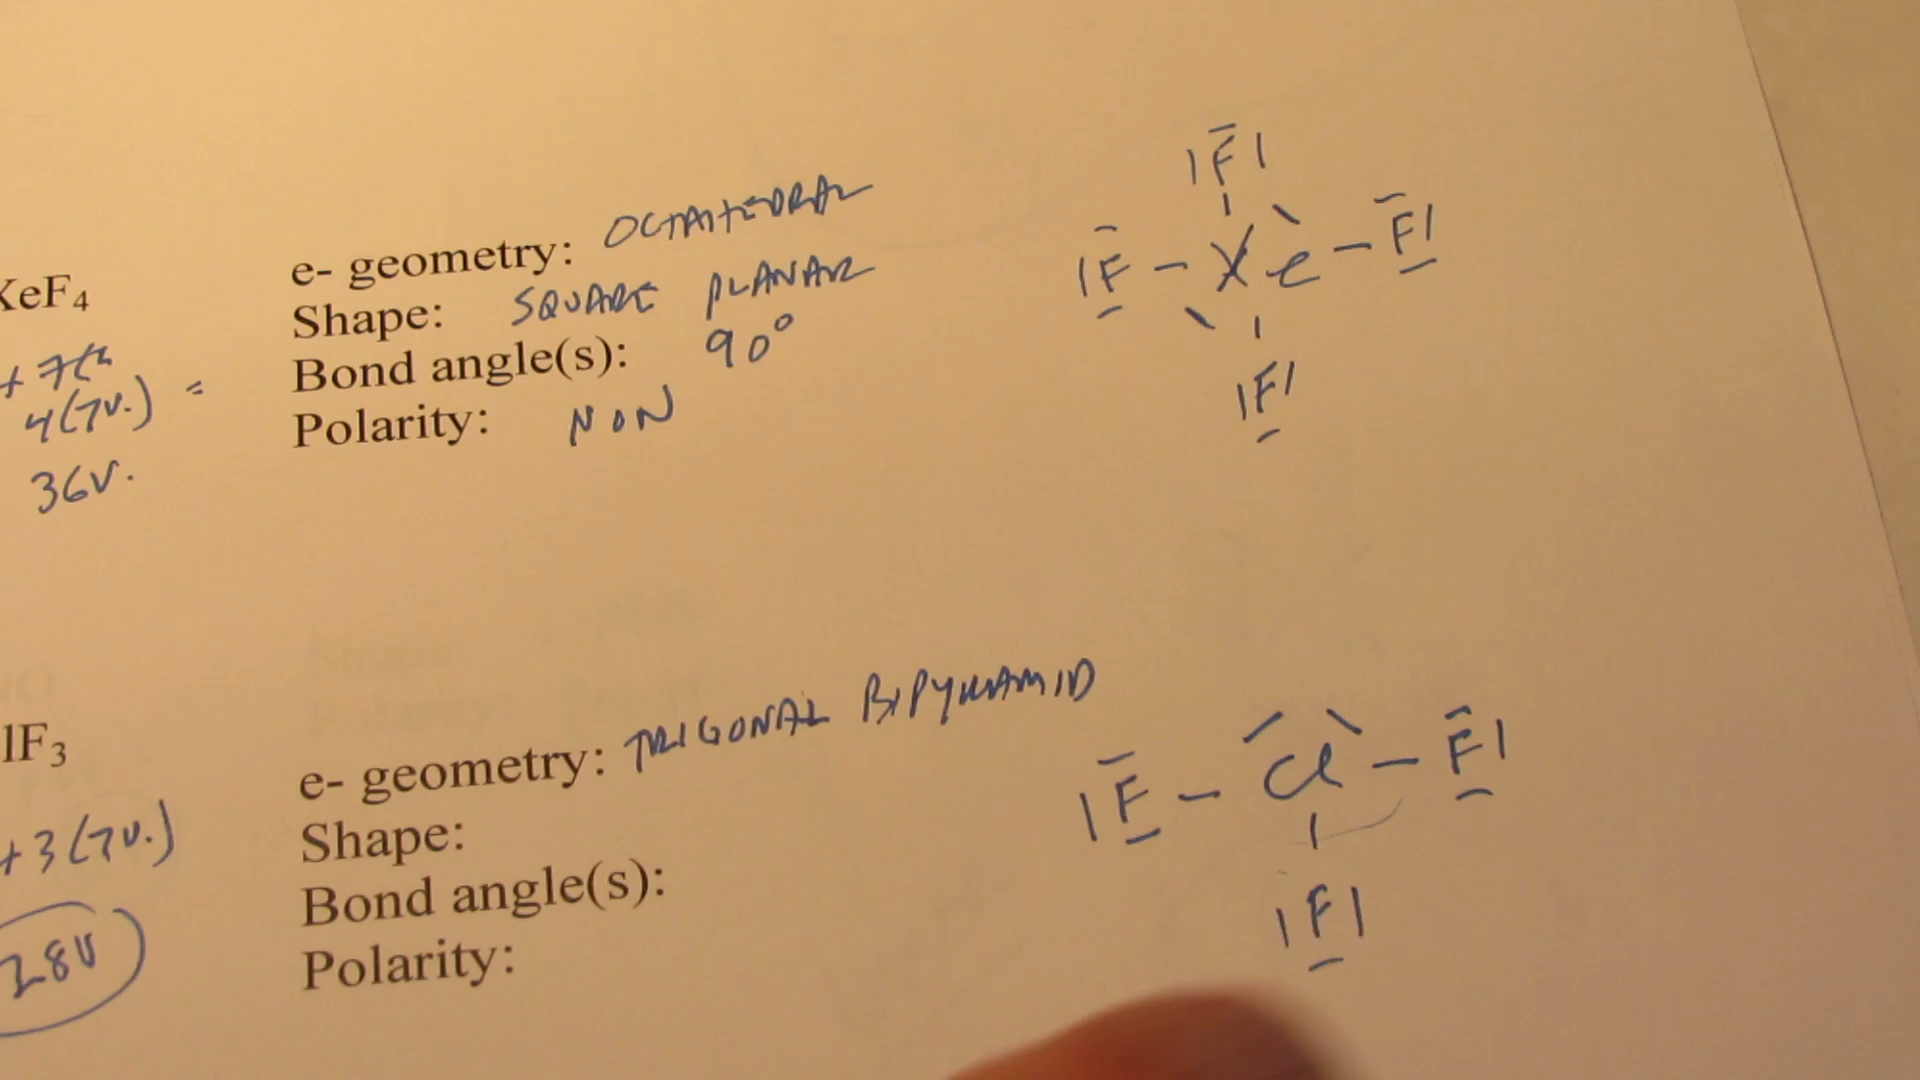 XeF4
e- geometry: OCTAHEDRAL
Shape: SQUARE PLANAR
Bond angle(s): 90°
Polarity: NON
4(7v.) =
36v.
|F|
|F - Xe - F|
|F|
lF3
e- geometry: TRIGONAL BIPYRAMID
Shape:
Bond angle(s):
Polarity:
+3(7v.)
28v
|F - Cl - F|
|F|